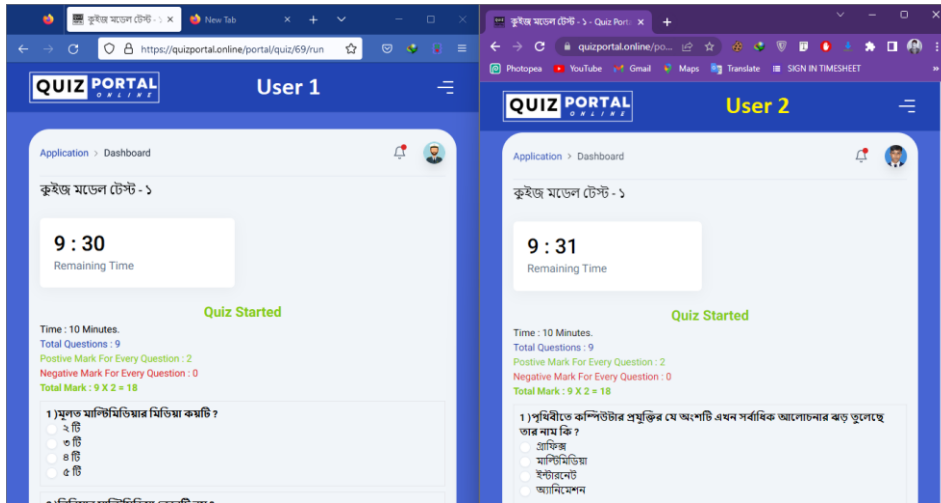 কুইজ মডেল টেস্ট - ১
New Tab
https://quizportal.online/portal/quiz/69/run
QUIZ PORTAL
ONLINE
User 1
Application > Dashboard
কুইজ মডেল টেস্ট - ১
9 : 30
Remaining Time
Quiz Started
Time : 10 Minutes.
Total Questions : 9
Postive Mark For Every Question : 2
Negative Mark For Every Question : 0
Total Mark : 9 X 2 = 18
1 )মূলত মাল্টিমিডিয়ার মিডিয়া কয়টি ?
২ টি
৩ টি
৪ টি
৫ টি
কুইজ মডেল টেস্ট - ১ - Quiz Port
quizportal.online/po...
Photopea YouTube Gmail Maps Translate SIGN IN TIMESHEET
QUIZ PORTAL
ONLINE
User 2
Application > Dashboard
কুইজ মডেল টেস্ট - ১
9 : 31
Remaining Time
Quiz Started
Time : 10 Minutes.
Total Questions : 9
Postive Mark For Every Question : 2
Negative Mark For Every Question : 0
Total Mark : 9 X 2 = 18
1 )পৃথিবীতে কম্পিউটার প্রযুক্তির যে অংশটি এখন সর্বাধিক আলোচনার ঝড় তুলেছে
তার নাম কি ?
গ্রাফিক্স
মাল্টিমিডিয়া
ইন্টারনেট
অ্যানিমেশন